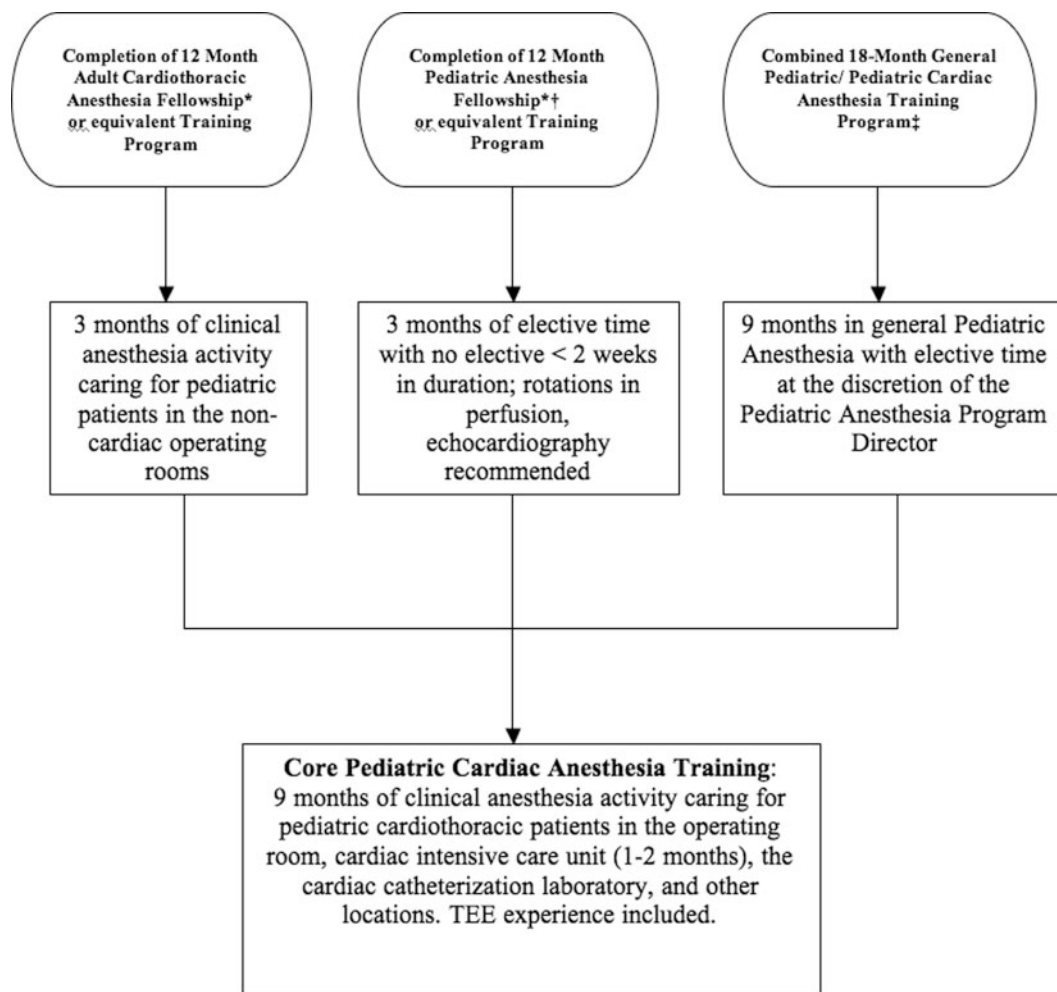 Completion of 12 Month
Adult Cardiothoracic
Anesthesia Fellowship*
or equivalent Training
Program
Completion of 12 Month
Pediatric Anesthesia
Fellowship*†
or equivalent Training
Program
Combined 18-Month General
Pediatric/ Pediatric Cardiac
Anesthesia Training
Program‡
3 months of clinical
anesthesia activity
caring for pediatric
patients in the non-
cardiac operating
rooms
3 months of elective time
with no elective < 2 weeks
in duration; rotations in
perfusion,
echocardiography
recommended
9 months in general Pediatric
Anesthesia with elective time
at the discretion of the
Pediatric Anesthesia Program
Director
Core Pediatric Cardiac Anesthesia Training:
9 months of clinical anesthesia activity caring for
pediatric cardiothoracic patients in the operating
room, cardiac intensive care unit (1-2 months), the
cardiac catheterization laboratory, and other
locations. TEE experience included.